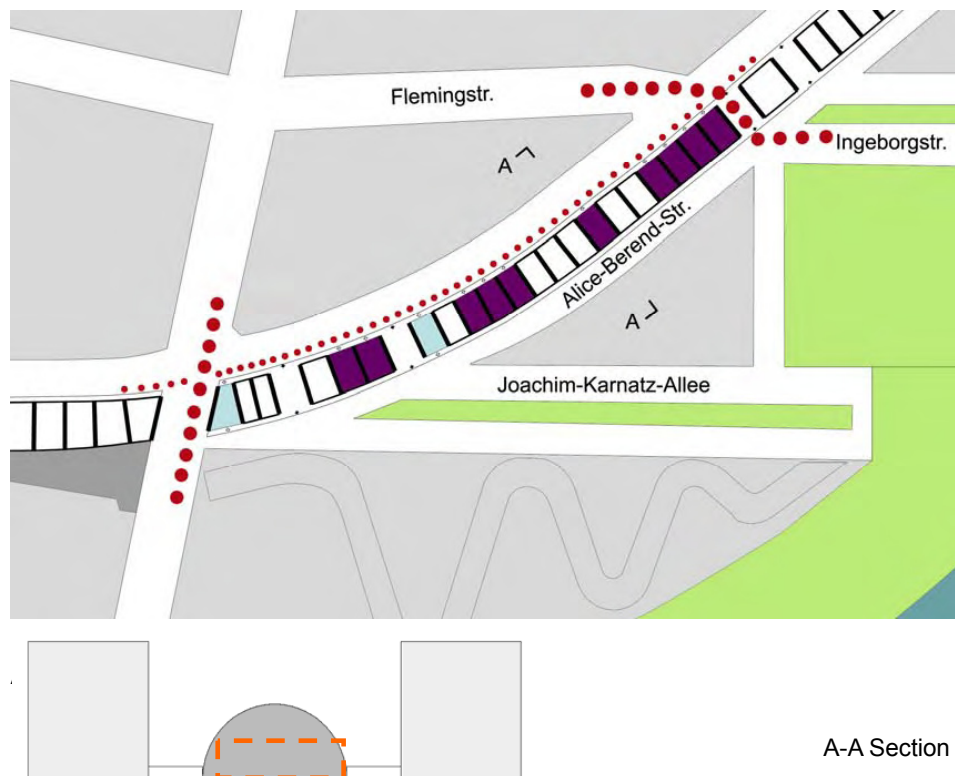 Flemingstr.
Ingeborgstr.
A
Alice-Berend-Str.
A
Joachim-Karnatz-Allee
A-A Section